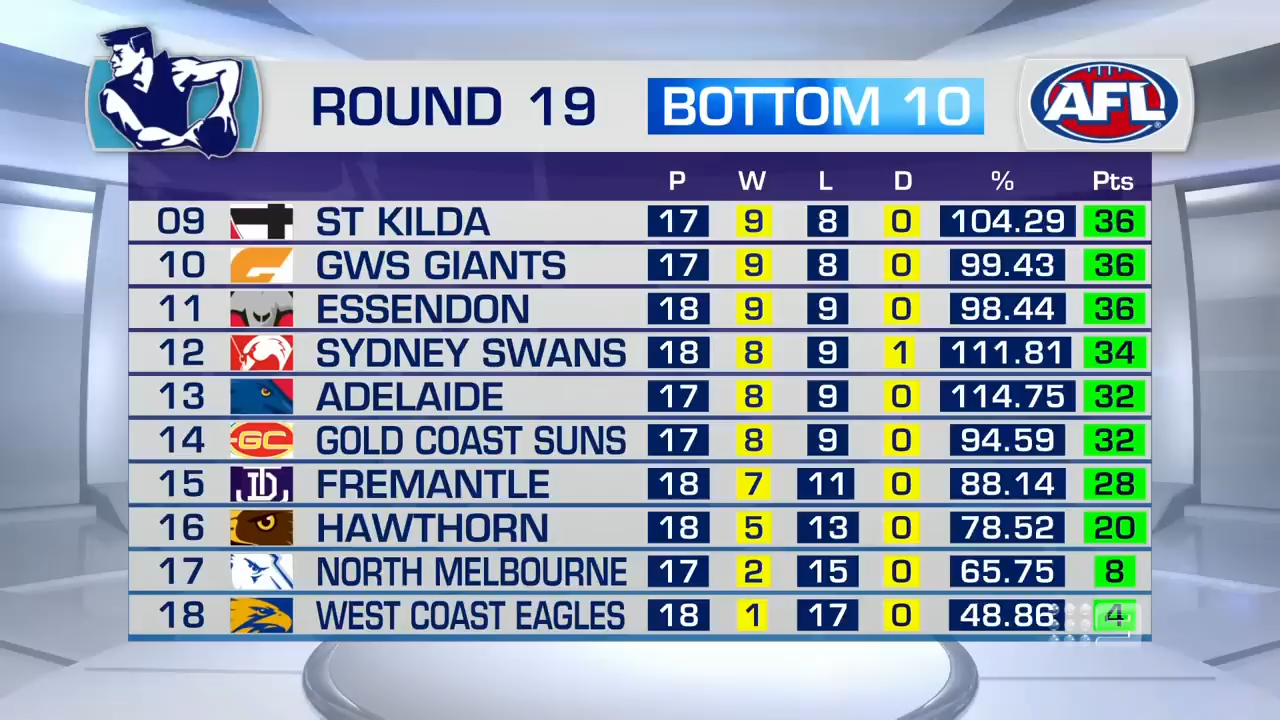 ROUND 19 BOTTOM 10 AFL
P W L D % Pts
09 ST KILDA 17 9 8 0 104.29 36
10 GWS GIANTS 17 9 8 0 99.43 36
11 ESSENDON 18 9 9 0 98.44 36
12 SYDNEY SWANS 18 8 9 1 111.81 34
13 ADELAIDE 17 8 9 0 114.75 32
14 GC GOLD COAST SUNS 17 8 9 0 94.59 32
15 FREMANTLE 18 7 11 0 88.14 28
16 HAWTHORN 18 5 13 0 78.52 20
17 NORTH MELBOURNE 17 2 15 0 65.75 8
18 WEST COAST EAGLES 18 1 17 0 48.86 4